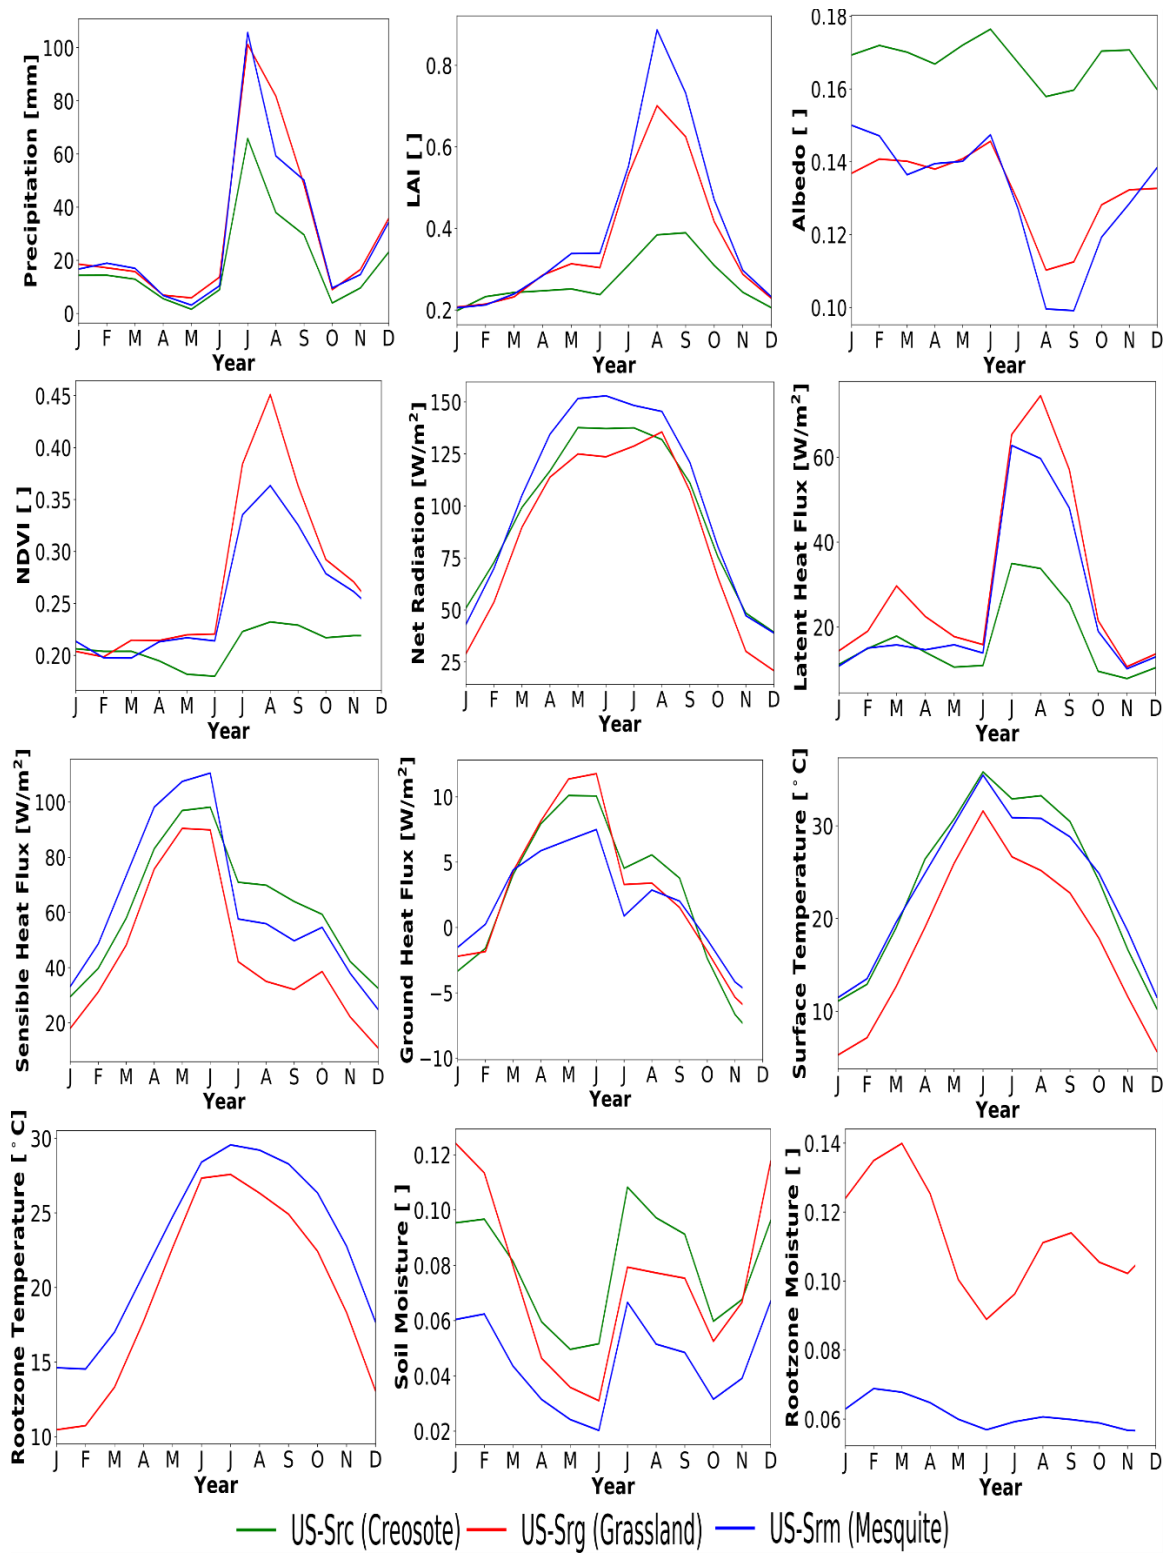 Precipitation [mm]
100
80
60
40
20
0
J F M A M J J A S O N D
Year
LAI [ ]
0.8
0.6
0.4
0.2
J F M A M J J A S O N D
Year
Albedo [ ]
0.18
0.16
0.14
0.12
0.10
J F M A M J J A S O N D
Year
NDVI [ ]
0.45
0.40
0.35
0.30
0.25
0.20
J F M A M J J A S O N D
Year
Net Radiation [W/m²]
150
125
100
75
50
25
J F M A M J J A S O N D
Year
Latent Heat Flux [W/m²]
60
40
20
J F M A M J J A S O N D
Year
Sensible Heat Flux [W/m²]
100
80
60
40
20
J F M A M J J A S O N D
Year
Ground Heat Flux [W/m²]
10
5
0
−5
−10
J F M A M J J A S O N D
Year
Surface Temperature [°C]
30
20
10
J F M A M J J A S O N D
Year
Rootzone Temperature [°C]
30
25
20
15
10
J F M A M J J A S O N D
Year
Soil Moisture [ ]
0.12
0.10
0.08
0.06
0.04
0.02
J F M A M J J A S O N D
Year
Rootzone Moisture [ ]
0.14
0.12
0.10
0.08
0.06
J F M A M J J A S O N D
Year
US-Src (Creosote) US-Srg (Grassland) US-Srm (Mesquite)